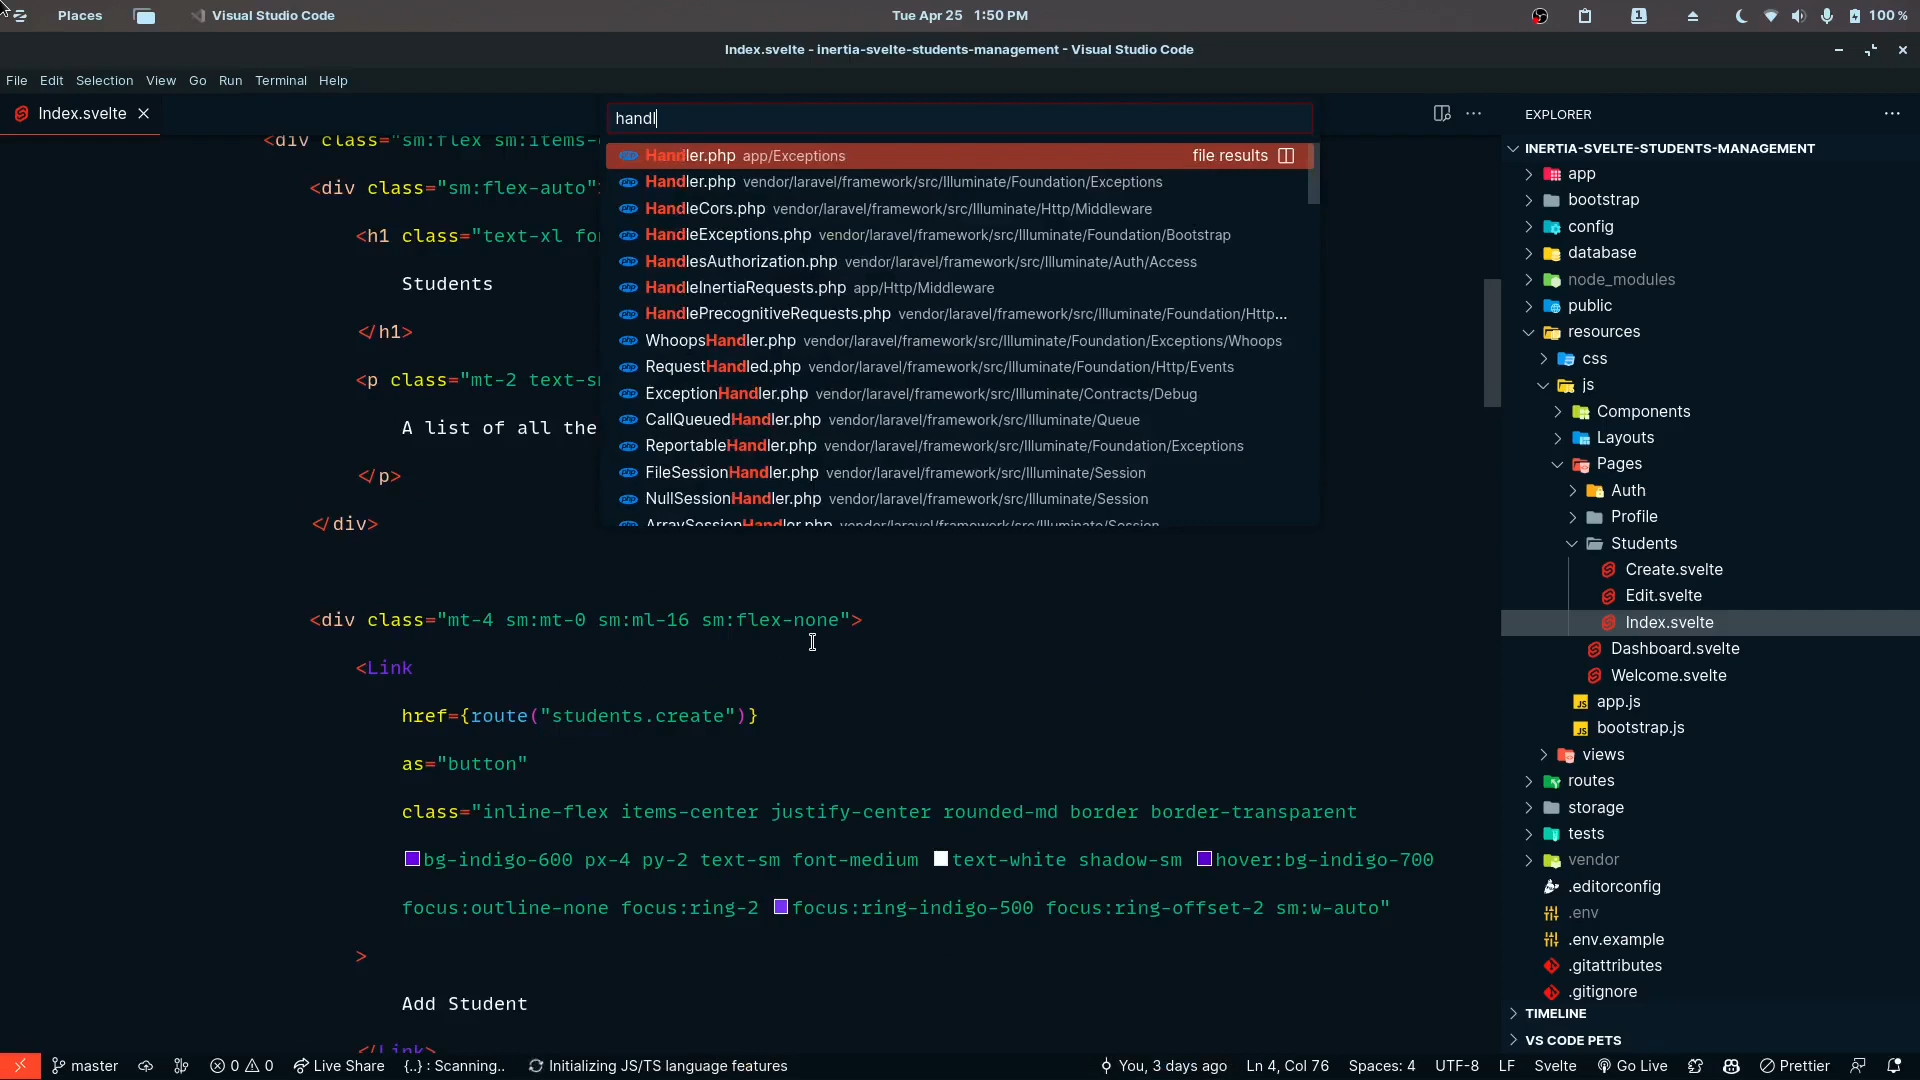 Places
Visual Studio Code
Tue Apr 25 1:50 PM
1
100 %
Index.svelte - inertia-svelte-students-management - Visual Studio Code
File Edit Selection View Go Run Terminal Help
Index.svelte
<div class="sm:flex sm:items-
<div class="sm:flex-auto"
<h1 class="text-xl fo
Students
</h1>
<p class="mt-2 text-s
A list of all the
</p>
</div>
<div class="mt-4 sm:mt-0 sm:ml-16 sm:flex-none">
<Link
href={route("students.create")}
as="button"
class="inline-flex items-center justify-center rounded-md border border-transparent
bg-indigo-600 px-4 py-2 text-sm font-medium text-white shadow-sm hover:bg-indigo-700
focus:outline-none focus:ring-2 focus:ring-indigo-500 focus:ring-offset-2 sm:w-auto"
>
Add Student
</Link>
handl
Handler.php app/Exceptions file results
Handler.php vendor/laravel/framework/src/Illuminate/Foundation/Exceptions
HandleCors.php vendor/laravel/framework/src/Illuminate/Http/Middleware
HandleExceptions.php vendor/laravel/framework/src/Illuminate/Foundation/Bootstrap
HandlesAuthorization.php vendor/laravel/framework/src/Illuminate/Auth/Access
HandleInertiaRequests.php app/Http/Middleware
HandlePrecognitiveRequests.php vendor/laravel/framework/src/Illuminate/Foundation/Http...
WhoopsHandler.php vendor/laravel/framework/src/Illuminate/Foundation/Exceptions/Whoops
RequestHandled.php vendor/laravel/framework/src/Illuminate/Foundation/Http/Events
ExceptionHandler.php vendor/laravel/framework/src/Illuminate/Contracts/Debug
CallQueuedHandler.php vendor/laravel/framework/src/Illuminate/Queue
ReportableHandler.php vendor/laravel/framework/src/Illuminate/Foundation/Exceptions
FileSessionHandler.php vendor/laravel/framework/src/Illuminate/Session
NullSessionHandler.php vendor/laravel/framework/src/Illuminate/Session
ArraySessionHandler.php vendor/laravel/framework/src/Illuminate/Session
EXPLORER
INERTIA-SVELTE-STUDENTS-MANAGEMENT
app
bootstrap
config
database
node_modules
public
resources
css
js
Components
Layouts
Pages
Auth
Profile
Students
Create.svelte
Edit.svelte
Index.svelte
Dashboard.svelte
Welcome.svelte
app.js
bootstrap.js
views
routes
storage
tests
vendor
.editorconfig
.env
.env.example
.gitattributes
.gitignore
TIMELINE
VS CODE PETS
master 0 0 Live Share {..} : Scanning.. Initializing JS/TS language features You, 3 days ago Ln 4, Col 76 Spaces: 4 UTF-8 LF Svelte Go Live Prettier